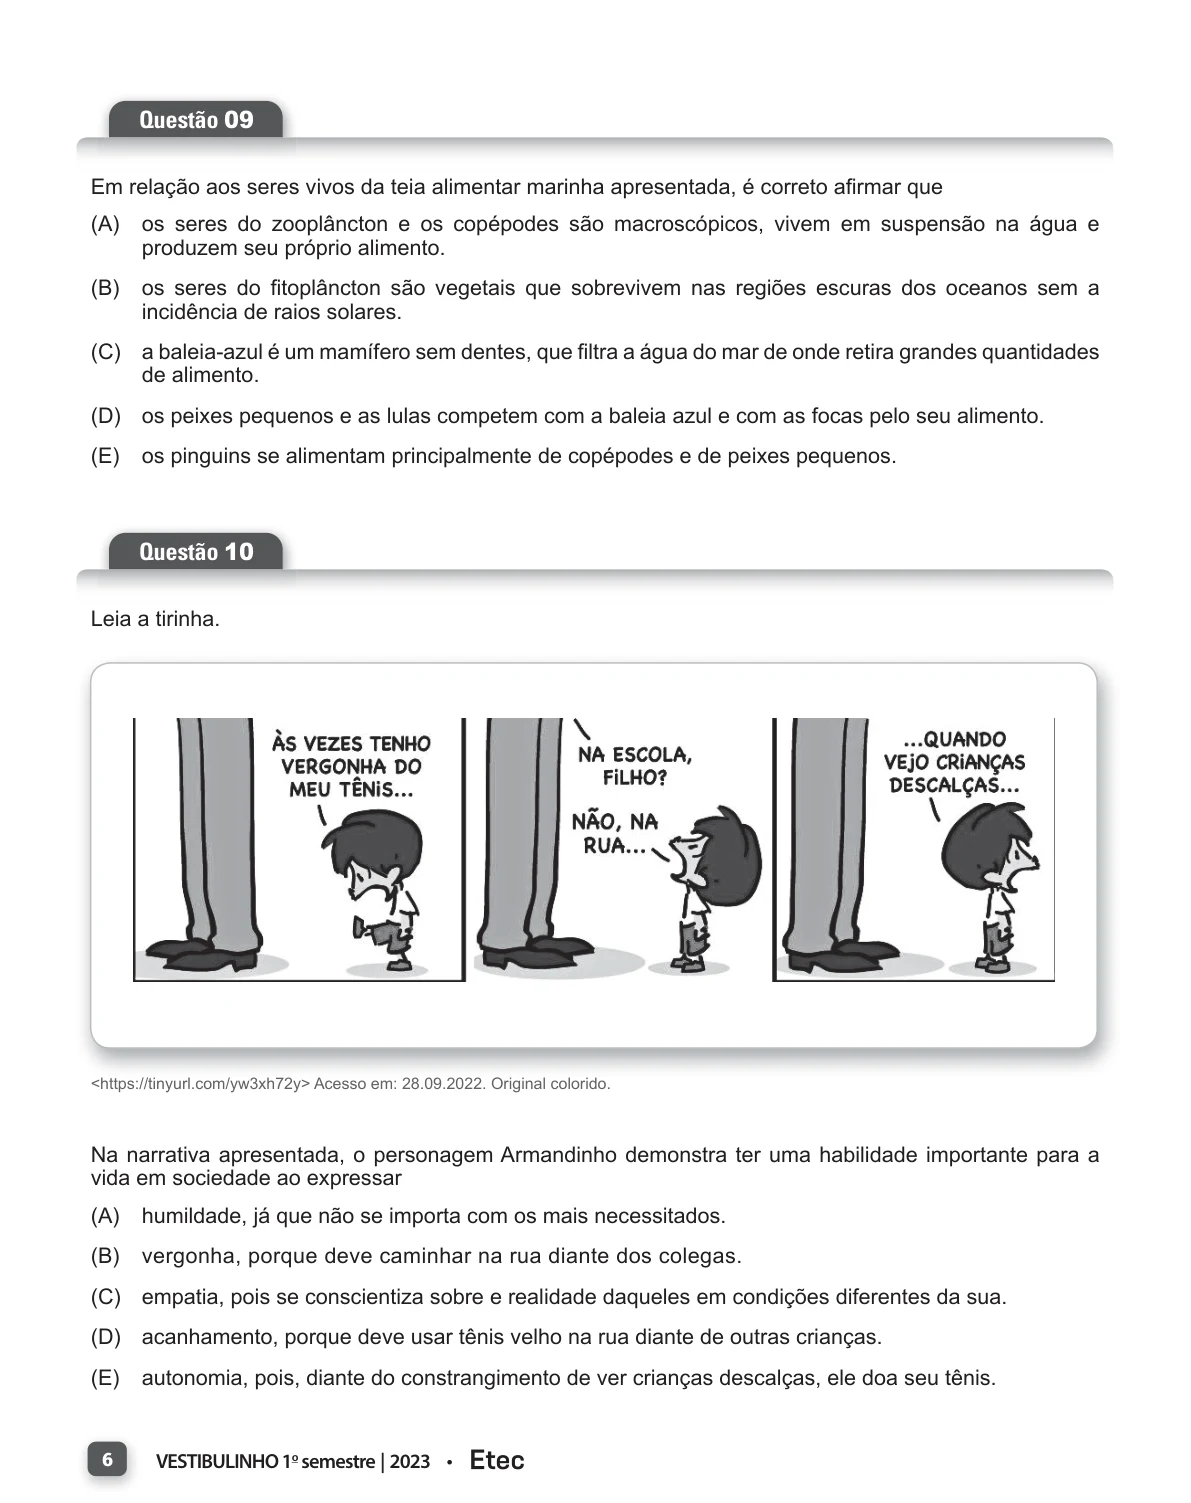 Questão 09
Em relação aos seres vivos da teia alimentar marinha apresentada, é correto afirmar que
(A) os seres do zooplâncton e os copépodes são macroscópicos, vivem em suspensão na água e
produzem seu próprio alimento.
(B) os seres do fitoplâncton são vegetais que sobrevivem nas regiões escuras dos oceanos sem a
incidência de raios solares.
(C) a baleia-azul é um mamífero sem dentes, que filtra a água do mar de onde retira grandes quantidades
de alimento.
(D) os peixes pequenos e as lulas competem com a baleia azul e com as focas pelo seu alimento.
(E) os pinguins se alimentam principalmente de copépodes e de peixes pequenos.
Questão 10
Leia a tirinha.
ÀS VEZES TENHO
VERGONHA DO
MEU TÊNIS...
NA ESCOLA,
FILHO?
NÃO, NA
RUA...
...QUANDO
VEJO CRIANÇAS
DESCALÇAS...
<https://tinyurl.com/yw3xh72y> Acesso em: 28.09.2022. Original colorido.
Na narrativa apresentada, o personagem Armandinho demonstra ter uma habilidade importante para a
vida em sociedade ao expressar
(A) humildade, já que não se importa com os mais necessitados.
(B) vergonha, porque deve caminhar na rua diante dos colegas.
(C) empatia, pois se conscientiza sobre e realidade daqueles em condições diferentes da sua.
(D) acanhamento, porque deve usar tênis velho na rua diante de outras crianças.
(E) autonomia, pois, diante do constrangimento de ver crianças descalças, ele doa seu tênis.
6 VESTIBULINHO 1º semestre | 2023 • Etec